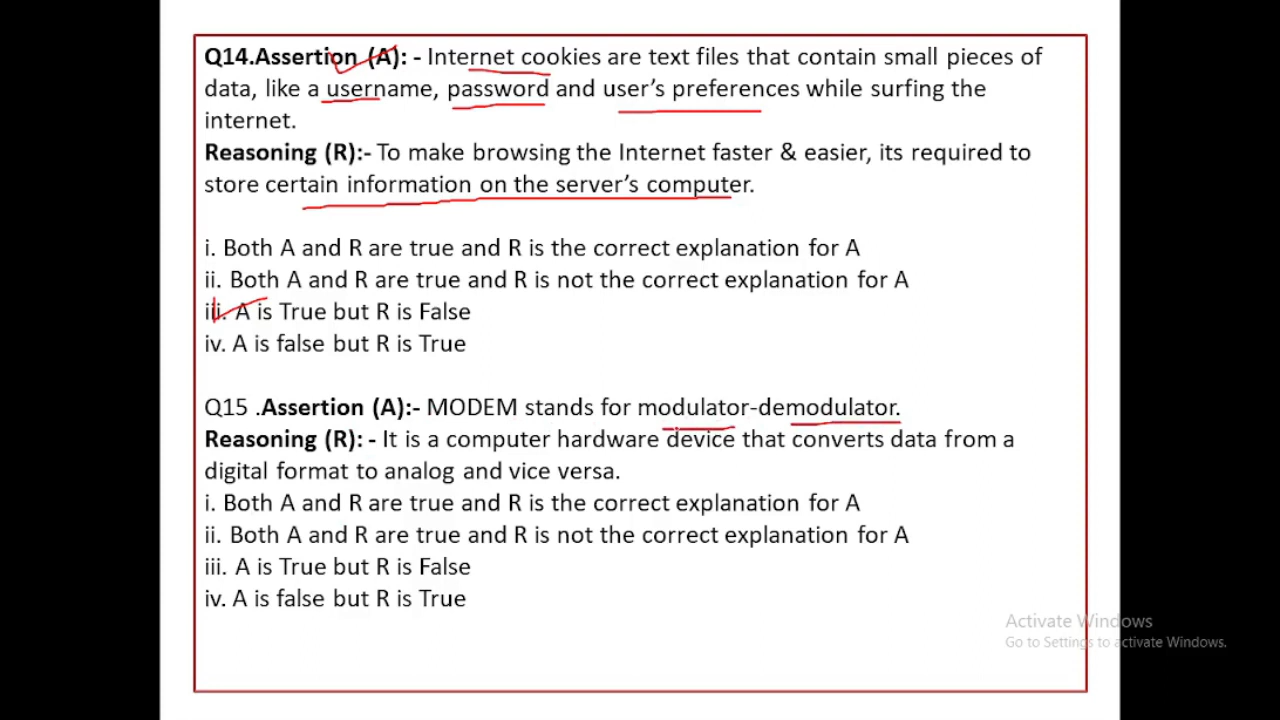 Q14.Assertion (A): - Internet cookies are text files that contain small pieces of
data, like a username, password and user’s preferences while surfing the
internet.
Reasoning (R):- To make browsing the Internet faster & easier, its required to
store certain information on the server’s computer.
i. Both A and R are true and R is the correct explanation for A
ii. Both A and R are true and R is not the correct explanation for A
iii. A is True but R is False
iv. A is false but R is True
Q15 .Assertion (A):- MODEM stands for modulator-demodulator.
Reasoning (R): - It is a computer hardware device that converts data from a
digital format to analog and vice versa.
i. Both A and R are true and R is the correct explanation for A
ii. Both A and R are true and R is not the correct explanation for A
iii. A is True but R is False
iv. A is false but R is True
Activate Windows
Go to Settings to activate Windows.